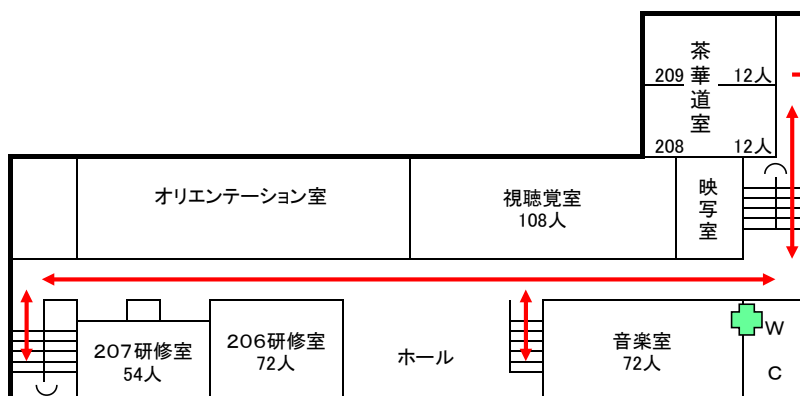 茶華道室
209 12人
208 12人
オリエンテーション室
視聴覚室
108人
映写室
207研修室
54人
206研修室
72人
ホール
音楽室
72人
W
C